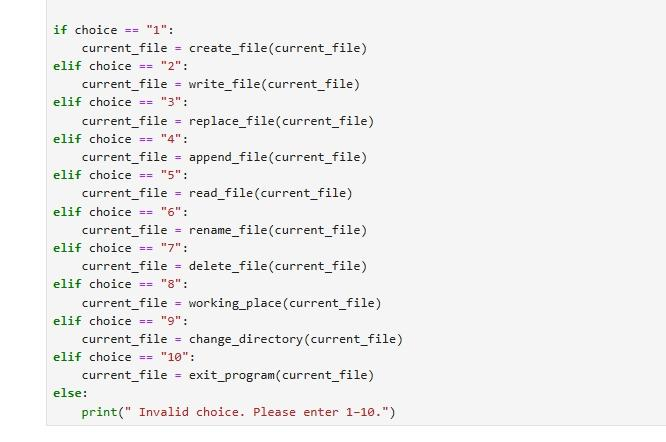 if choice == "1":
    current_file = create_file(current_file)
elif choice == "2":
    current_file = write_file(current_file)
elif choice == "3":
    current_file = replace_file(current_file)
elif choice == "4":
    current_file = append_file(current_file)
elif choice == "5":
    current_file = read_file(current_file)
elif choice == "6":
    current_file = rename_file(current_file)
elif choice == "7":
    current_file = delete_file(current_file)
elif choice == "8":
    current_file = working_place(current_file)
elif choice == "9":
    current_file = change_directory(current_file)
elif choice == "10":
    current_file = exit_program(current_file)
else:
    print(" Invalid choice. Please enter 1–10.")